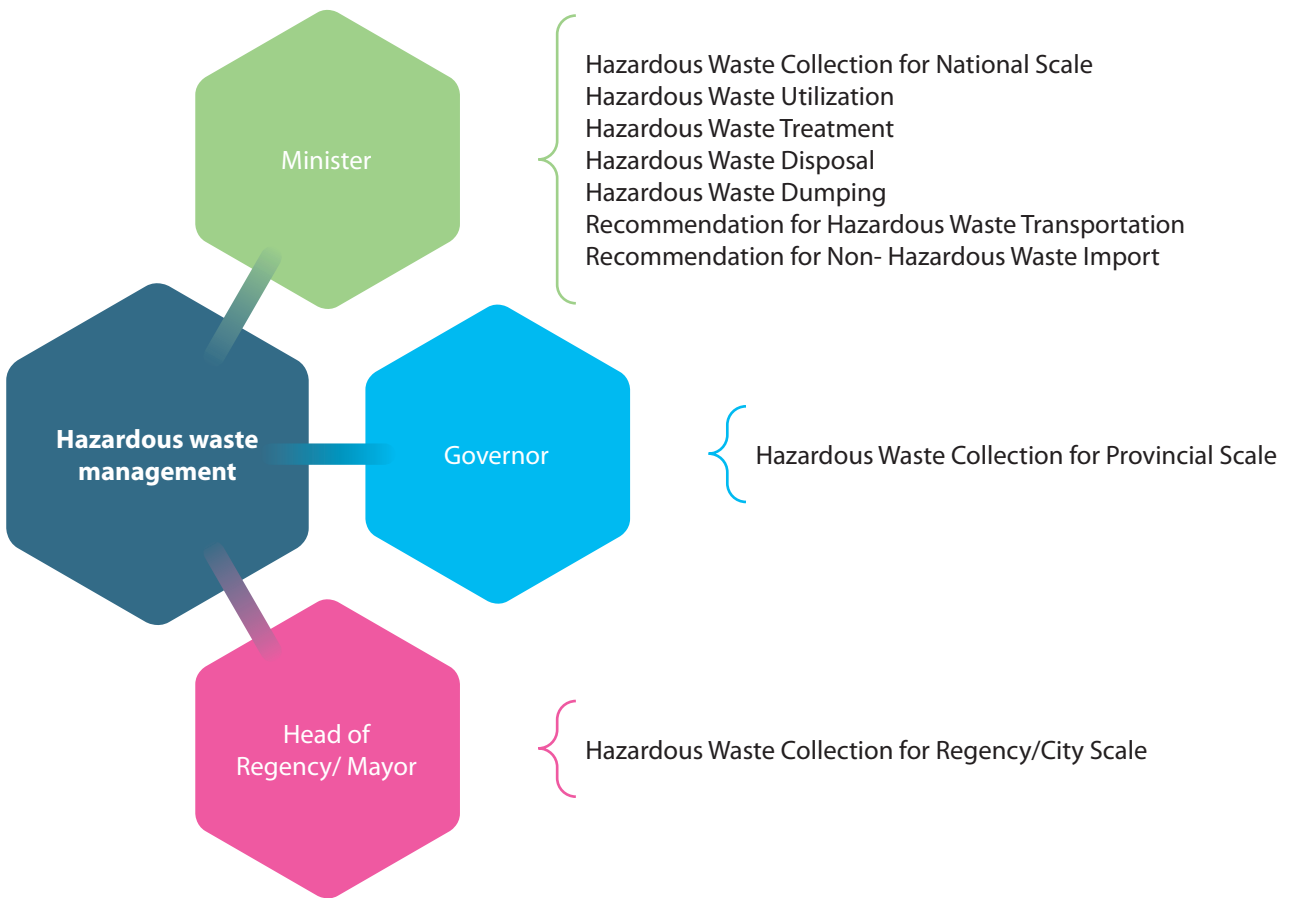 Minister
Hazardous Waste Collection for National Scale
Hazardous Waste Utilization
Hazardous Waste Treatment
Hazardous Waste Disposal
Hazardous Waste Dumping
Recommendation for Hazardous Waste Transportation
Recommendation for Non- Hazardous Waste Import
Hazardous waste
management
Governor
Hazardous Waste Collection for Provincial Scale
Head of
Regency/ Mayor
Hazardous Waste Collection for Regency/City Scale